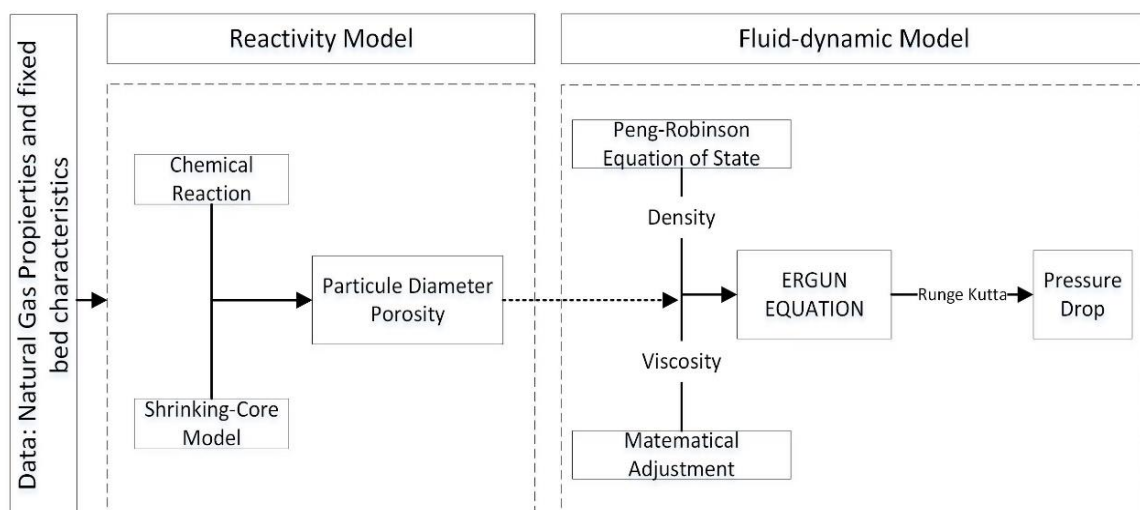 Data: Natural Gas Propierties and fixed
bed characteristics
Reactivity Model
Chemical
Reaction
Particule Diameter
Porosity
Shrinking-Core
Model
Fluid-dynamic Model
Peng-Robinson
Equation of State
Density
ERGUN
EQUATION
Runge Kutta
Pressure
Drop
Viscosity
Matematical
Adjustment